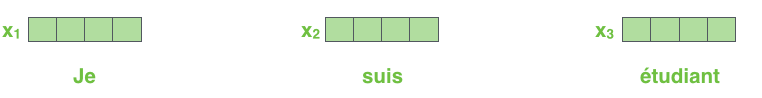 x₁ x₂ x₃
Je suis étudiant